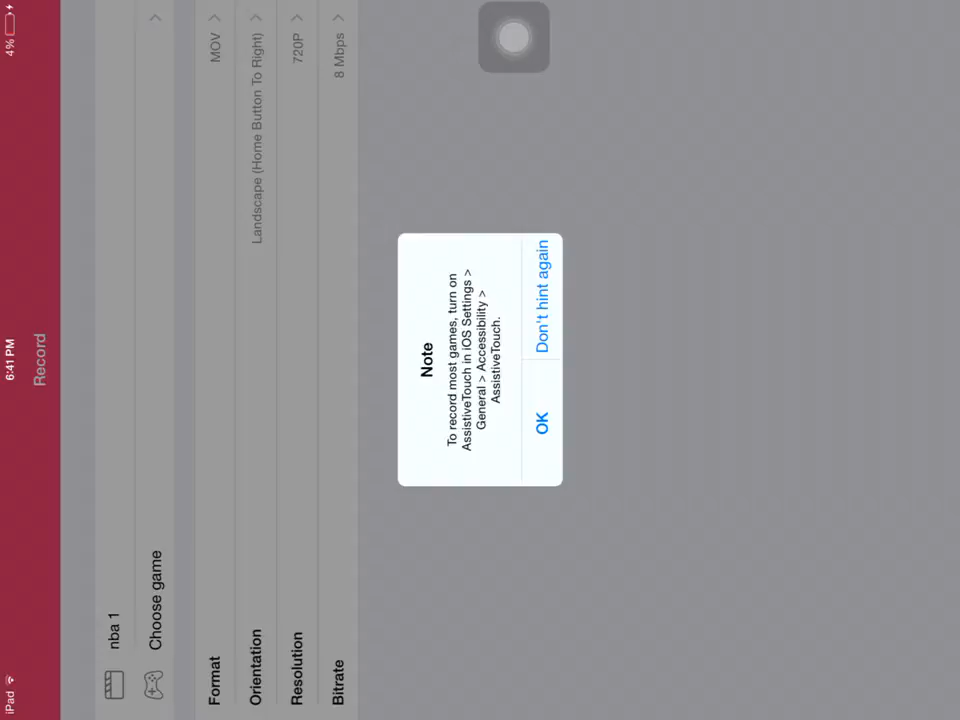 iPad
6:41 PM
4%
Record
nba 1
Choose game
Format
MOV
Orientation
Landscape (Home Button To Right)
Resolution
720P
Bitrate
8 Mbps
Note
To record most games, turn on
AssistiveTouch in iOS Settings >
General > Accessibility >
AssistiveTouch.
OK
Don't hint again